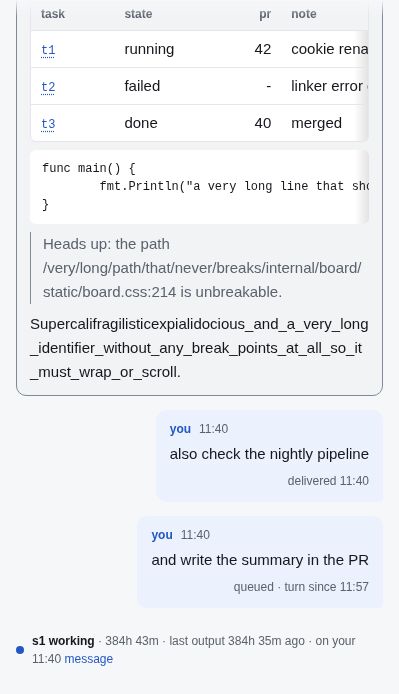 task state pr note
t1 running 42 cookie rena
t2 failed - linker error
t3 done 40 merged
func main() {
fmt.Println("a very long line that sho
}
Heads up: the path
/very/long/path/that/never/breaks/internal/board/
static/board.css:214 is unbreakable.
Supercalifragilisticexpialidocious_and_a_very_long
_identifier_without_any_break_points_at_all_so_it
_must_wrap_or_scroll.
you 11:40
also check the nightly pipeline
delivered 11:40
you 11:40
and write the summary in the PR
queued · turn since 11:57
s1 working · 384h 43m · last output 384h 35m ago · on your
11:40 message